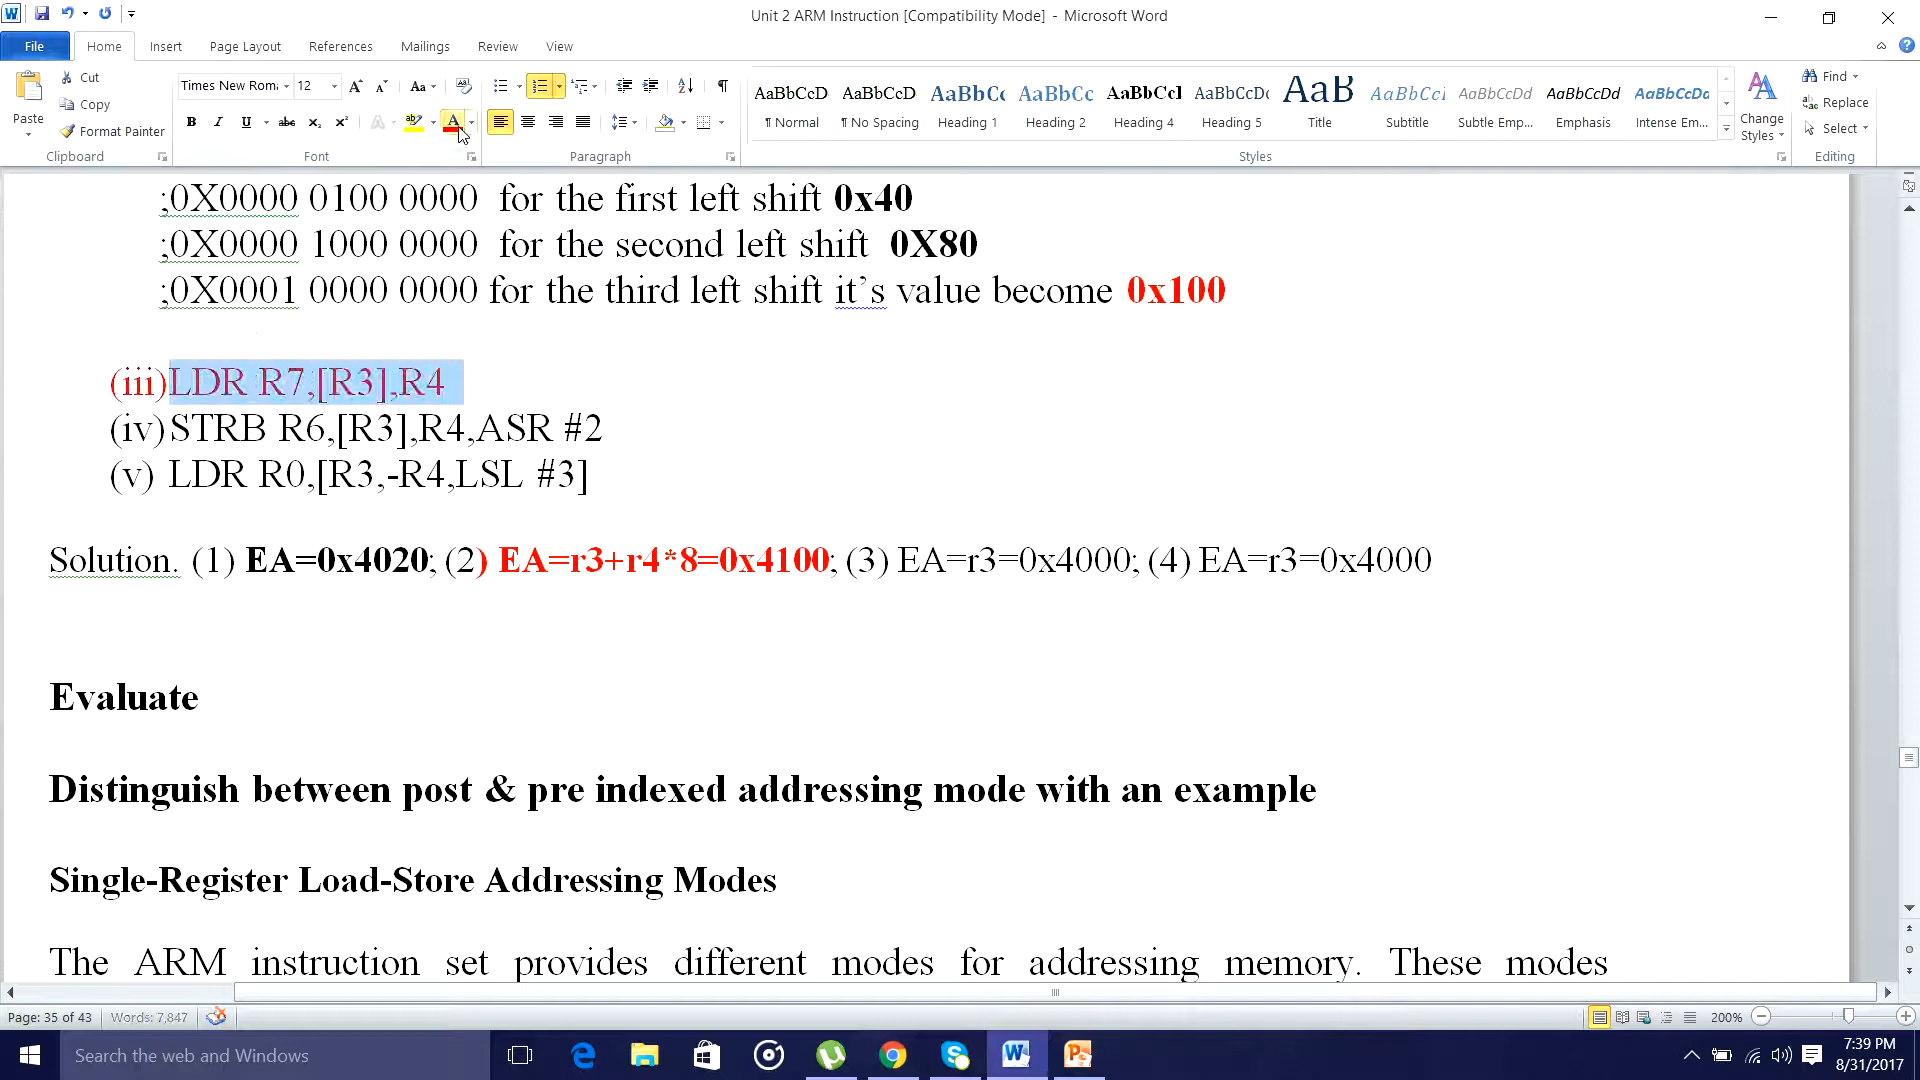 Unit 2 ARM Instruction [Compatibility Mode] - Microsoft Word
File Home Insert Page Layout References Mailings Review View
Paste Cut Copy Format Painter
Times New Rom: 12
AaBbCcD AaBbCcD AaBbCc AaBbCc AaBbCcI AaBbCcDc AaB AaBbCcI AaBbCcDd AaBbCcDd AaBbCcDc
¶ Normal ¶ No Spacing Heading 1 Heading 2 Heading 4 Heading 5 Title Subtitle Subtle Emp... Emphasis Intense Em...
Change Styles
Find Replace Select
Clipboard Font Paragraph Styles Editing
;0X0000 0100 0000 for the first left shift 0x40
;0X0000 1000 0000 for the second left shift 0X80
;0X0001 0000 0000 for the third left shift it’s value become 0x100
(iii) LDR R7,[R3],R4
(iv) STRB R6,[R3],R4,ASR #2
(v) LDR R0,[R3,-R4,LSL #3]
Solution. (1) EA=0x4020; (2) EA=r3+r4*8=0x4100; (3) EA=r3=0x4000; (4) EA=r3=0x4000
Evaluate
Distinguish between post & pre indexed addressing mode with an example
Single-Register Load-Store Addressing Modes
The ARM instruction set provides different modes for addressing memory. These modes
Page: 35 of 43 Words: 7,847 200%
Search the web and Windows
7:39 PM
8/31/2017